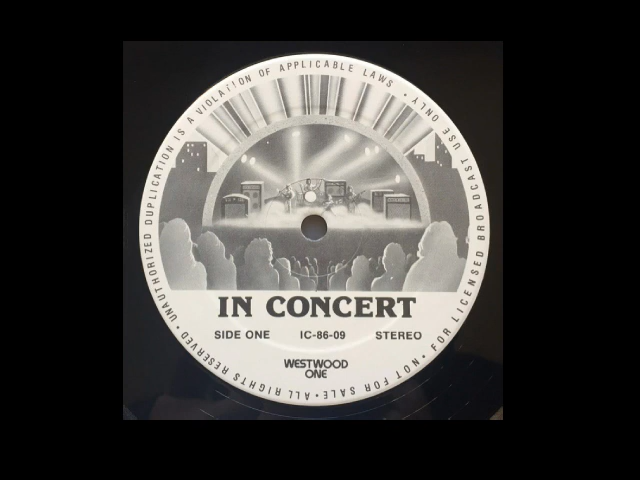 IN CONCERT
SIDE ONE IC-86-09 STEREO
WESTWOOD
ONE
• UNAUTHORIZED DUPLICATION IS A VIOLATION OF APPLICABLE LAWS • FOR LICENSED BROADCAST USE ONLY • NOT FOR SALE • ALL RIGHTS RESERVED